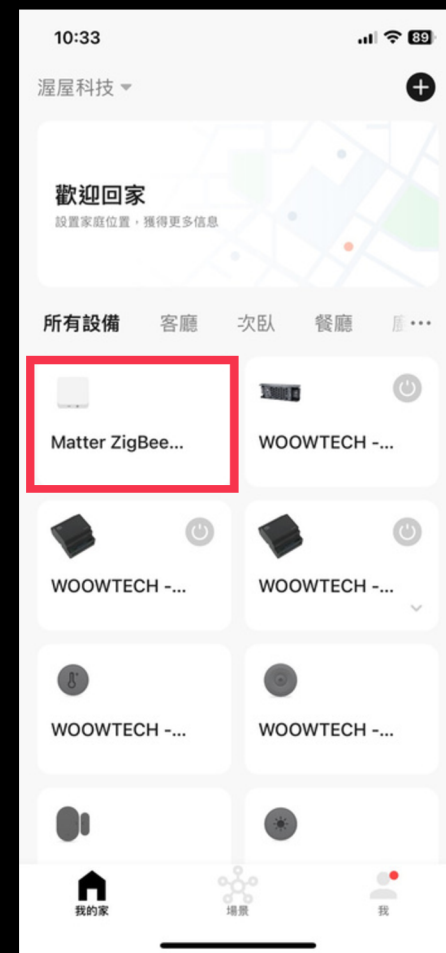 10:33
89
渥屋科技
歡迎回家
設置家庭位置，獲得更多信息
所有設備 客廳 次臥 餐廳
Matter ZigBee...
WOOWTECH -...
WOOWTECH -...
WOOWTECH -...
WOOWTECH -...
WOOWTECH -...
我的家 場景 我